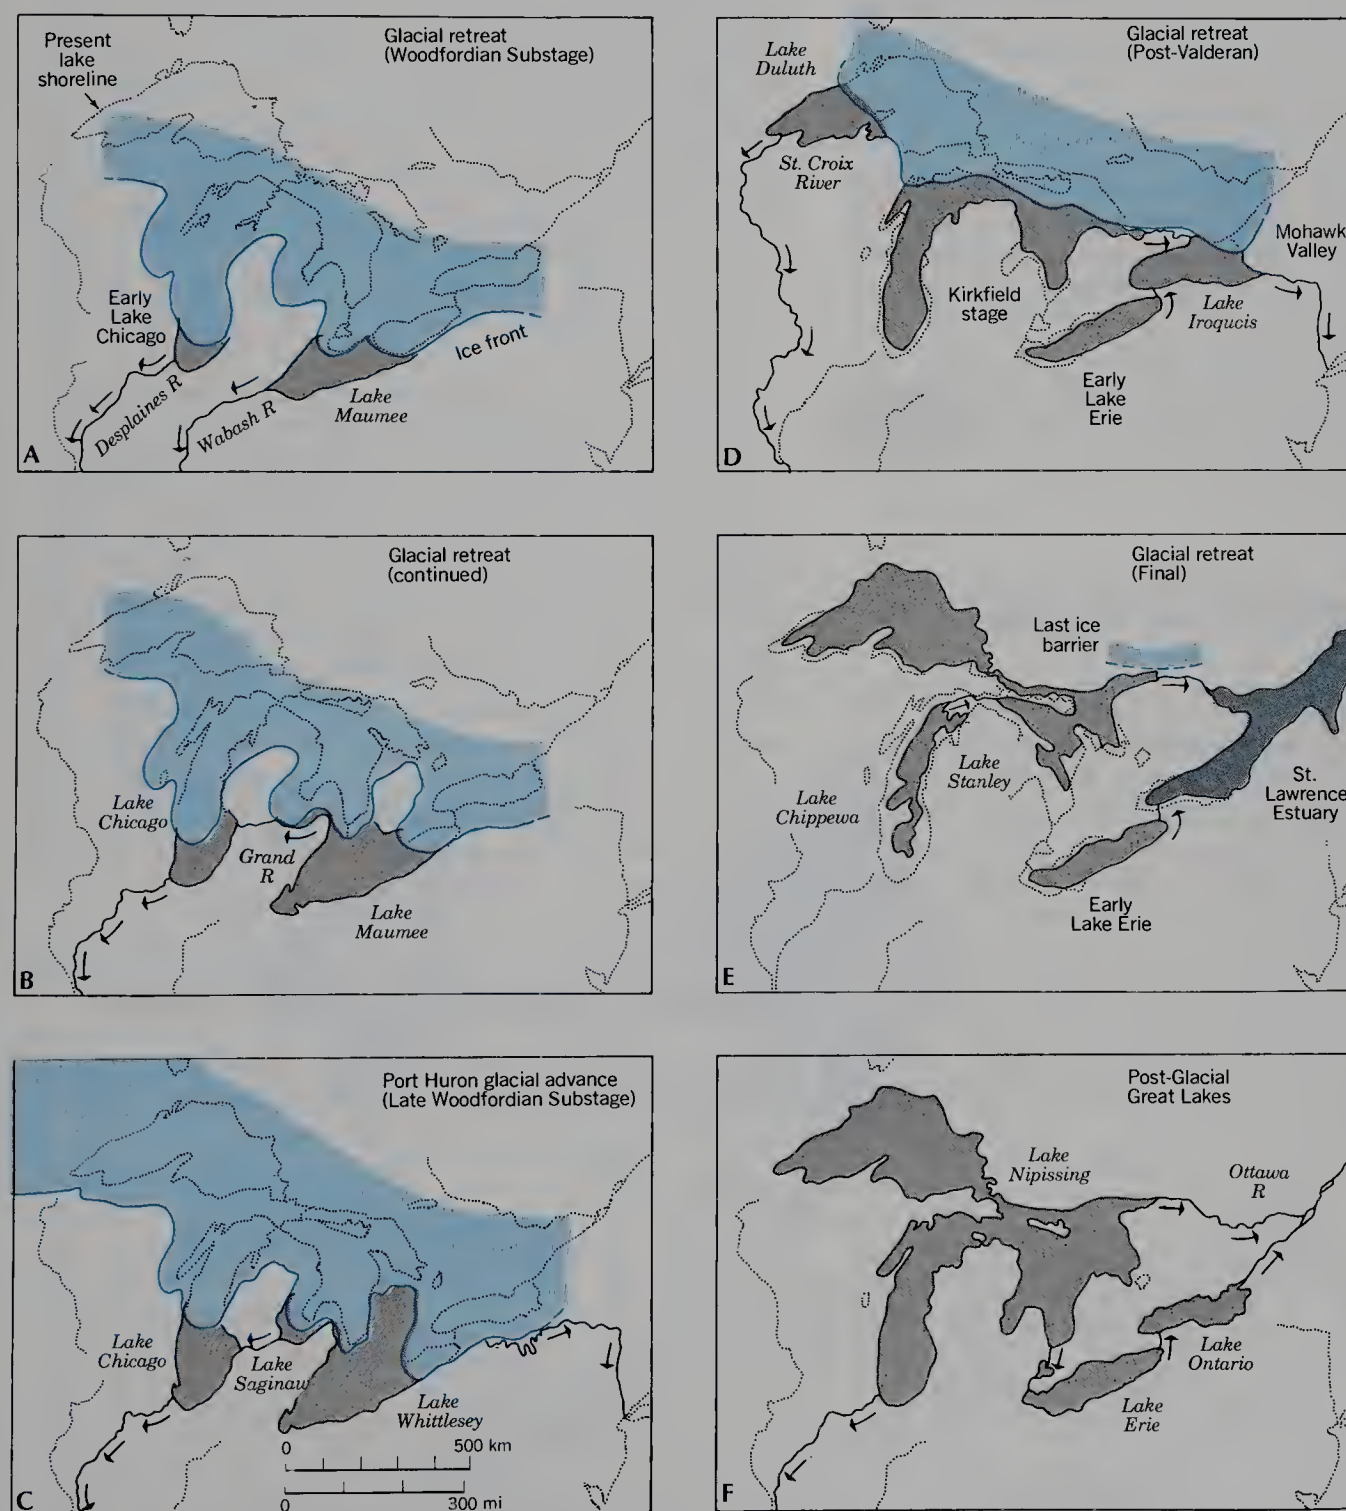 Glacial retreat
(Woodfordian Substage)
Present
lake
shoreline
Early
Lake
Chicago
Ice front
Desplaines R
Wabash R
Lake
Maumee
A
Glacial retreat
(continued)
Lake
Chicago
Grand
R
Lake
Maumee
B
Port Huron glacial advance
(Late Woodfordian Substage)
Lake
Chicago
Lake
Saginaw
Lake
Whittlesey
0 500 km
0 300 mi
C
Glacial retreat
(Post-Valderan)
Lake
Duluth
St. Croix
River
Mohawk
Valley
Kirkfield
stage
Lake
Iroqucis
Early
Lake
Erie
D
Glacial retreat
(Final)
Last ice
barrier
Lake
Stanley
Lake
Chippewa
St.
Lawrence
Estuary
Early
Lake Erie
E
Post-Glacial
Great Lakes
Lake
Nipissing
Ottawa
R
Lake
Ontario
Lake
Erie
F